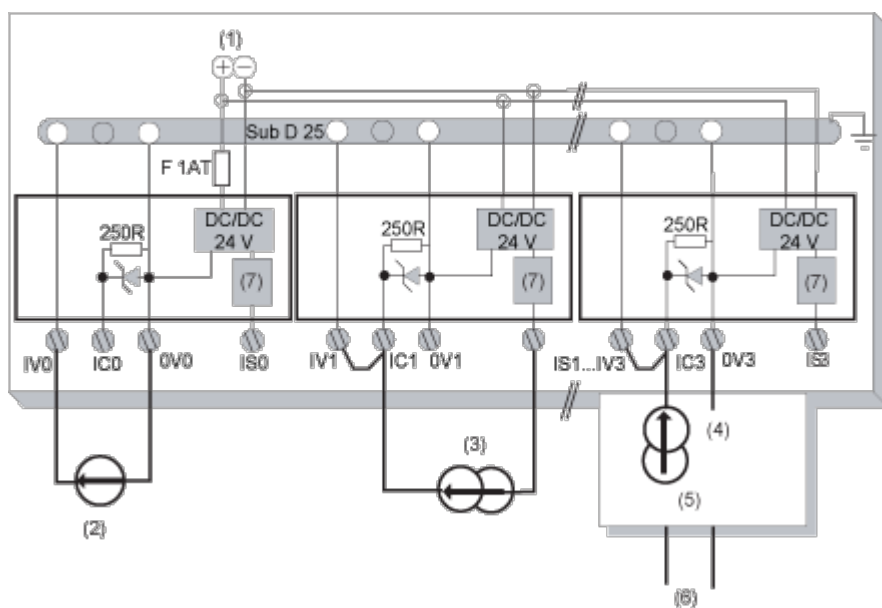 (1)
+ −
Sub D 25
F 1AT
DC/DC
24 V
250R
(7)
DC/DC
24 V
250R
(7)
DC/DC
24 V
250R
(7)
IV0 IC0 0V0 IS0 IV1 IC1 0V1 IS1...IV3 IC3 0V3 IS3
(2)
(3)
(4)
(5)
(6)